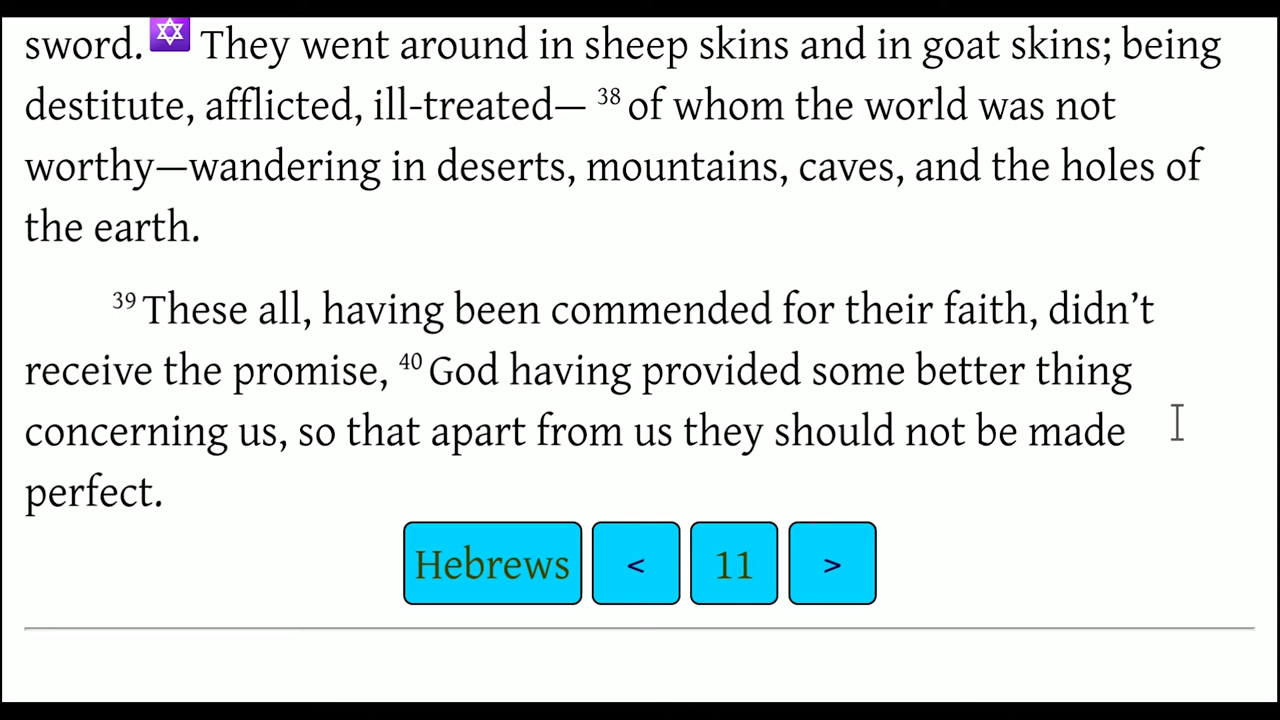 sword.🔯 They went around in sheep skins and in goat skins; being
destitute, afflicted, ill-treated— 38 of whom the world was not
worthy—wandering in deserts, mountains, caves, and the holes of
the earth.
39 These all, having been commended for their faith, didn’t
receive the promise, 40 God having provided some better thing
concerning us, so that apart from us they should not be made
perfect.
Hebrews < 11 >